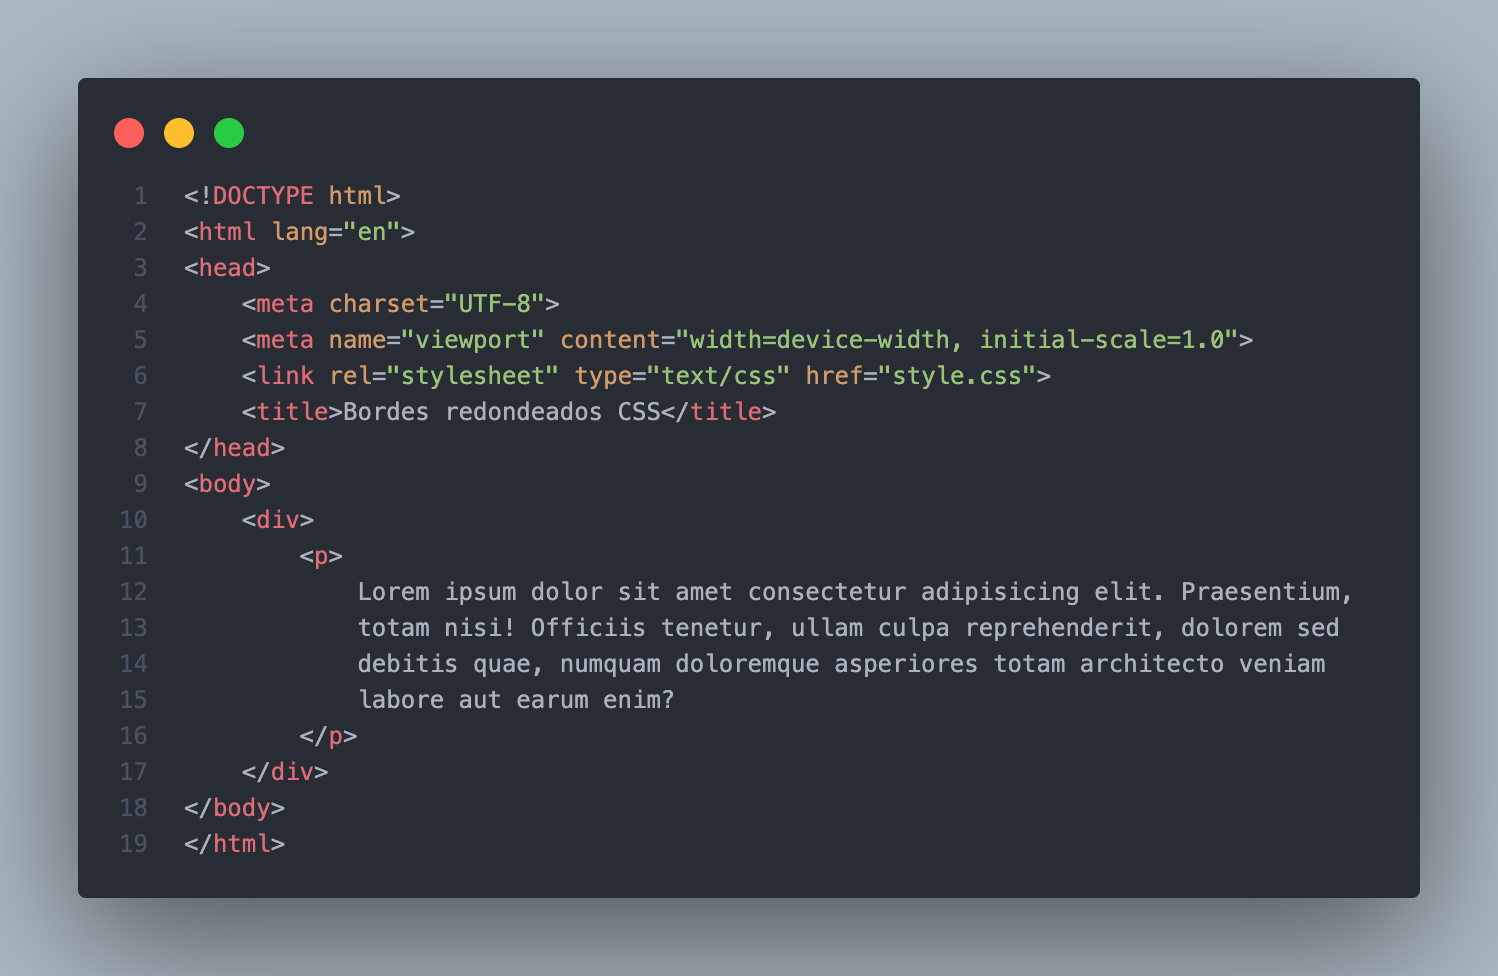 1 <!DOCTYPE html>
2 <html lang="en">
3 <head>
4     <meta charset="UTF-8">
5     <meta name="viewport" content="width=device-width, initial-scale=1.0">
6     <link rel="stylesheet" type="text/css" href="style.css">
7     <title>Bordes redondeados CSS</title>
8 </head>
9 <body>
10     <div>
11         <p>
12             Lorem ipsum dolor sit amet consectetur adipisicing elit. Praesentium,
13             totam nisi! Officiis tenetur, ullam culpa reprehenderit, dolorem sed
14             debitis quae, numquam doloremque asperiores totam architecto veniam
15             labore aut earum enim?
16         </p>
17     </div>
18 </body>
19 </html>